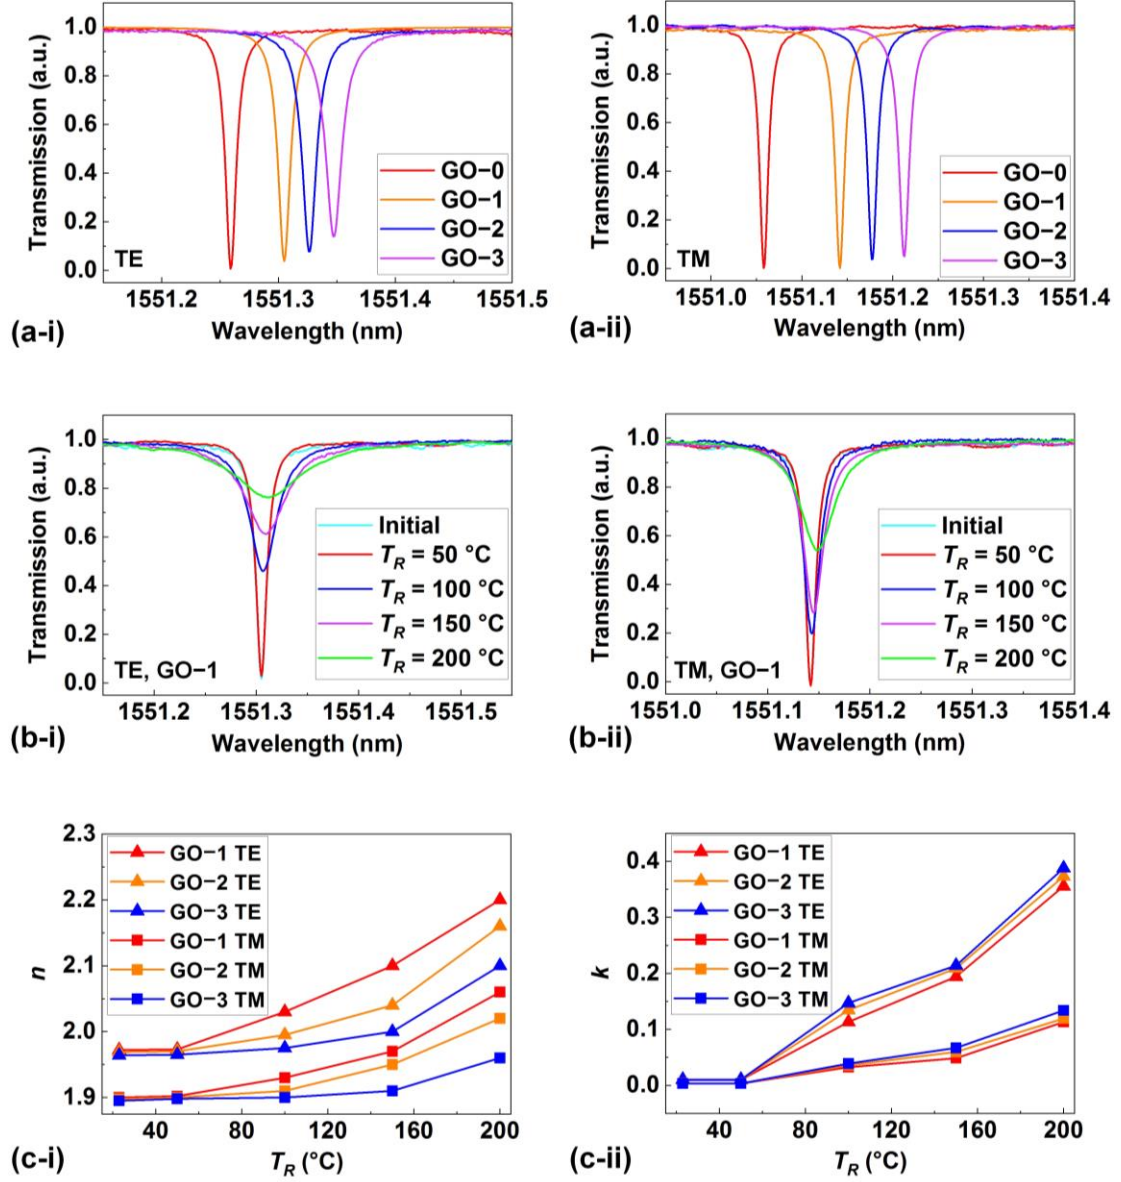 1.0
0.8
0.6
0.4
0.2
0.0
Transmission (a.u.)
GO−0
GO−1
GO−2
GO−3
TE
1551.2 1551.3 1551.4 1551.5
Wavelength (nm)
(a-i)
1.0
0.8
0.6
0.4
0.2
0.0
Transmission (a.u.)
GO−0
GO−1
GO−2
GO−3
TM
1551.0 1551.1 1551.2 1551.3 1551.4
Wavelength (nm)
(a-ii)
1.0
0.8
0.6
0.4
0.2
0.0
Transmission (a.u.)
Initial
TR = 50 °C
TR = 100 °C
TR = 150 °C
TR = 200 °C
TE, GO−1
1551.2 1551.3 1551.4 1551.5
Wavelength (nm)
(b-i)
1.0
0.8
0.6
0.4
0.2
0.0
Transmission (a.u.)
Initial
TR = 50 °C
TR = 100 °C
TR = 150 °C
TR = 200 °C
TM, GO−1
1551.0 1551.1 1551.2 1551.3 1551.4
Wavelength (nm)
(b-ii)
2.3
2.2
2.1
2.0
1.9
n
GO−1 TE
GO−2 TE
GO−3 TE
GO−1 TM
GO−2 TM
GO−3 TM
40 80 120 160 200
TR (°C)
(c-i)
0.4
0.3
0.2
0.1
0.0
k
GO−1 TE
GO−2 TE
GO−3 TE
GO−1 TM
GO−2 TM
GO−3 TM
40 80 120 160 200
TR (°C)
(c-ii)